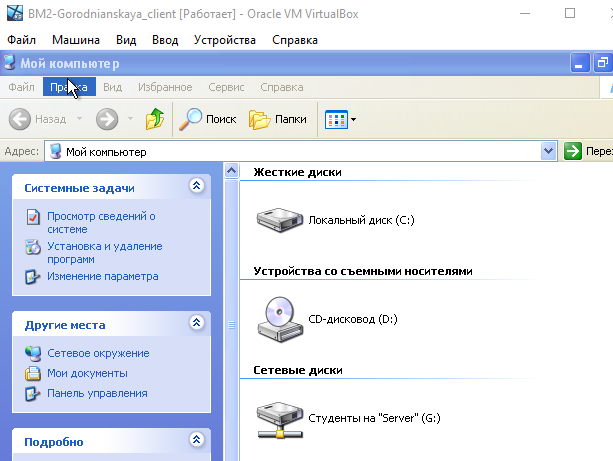 BM2-Gorodnianskaya_client [Работает] - Oracle VM VirtualBox
Файл Машина Вид Ввод Устройства Справка
Мой компьютер
Файл Правка Вид Избранное Сервис Справка
Назад Поиск Папки
Адрес: Мой компьютер Пере
Системные задачи
Просмотр сведений о
системе
Установка и удаление
программ
Изменение параметра
Другие места
Сетевое окружение
Мои документы
Панель управления
Подробно
Жесткие диски
Локальный диск (C:)
Устройства со съемными носителями
CD-дисковод (D:)
Сетевые диски
Студенты на "Server" (G:)